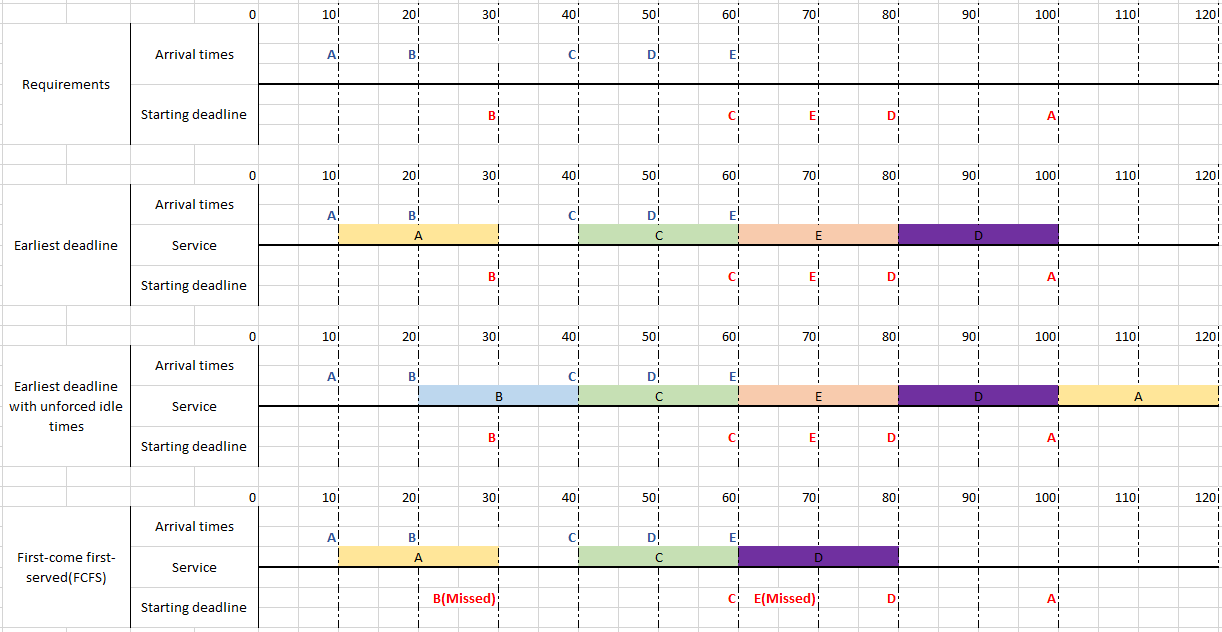 0 10 20 30 40 50 60 70 80 90 100 110 120
Arrival times A B C D E
Requirements
Starting deadline B C E D A
0 10 20 30 40 50 60 70 80 90 100 110 120
Arrival times
A B C D E
Earliest deadline Service A C E D
Starting deadline B C E D A
0 10 20 30 40 50 60 70 80 90 100 110 120
Arrival times
A B C D E
Earliest deadline
with unforced idle
times
Service B C E D A
Starting deadline B C E D A
0 10 20 30 40 50 60 70 80 90 100 110 120
Arrival times
A B C D E
First-come first-
served(FCFS)
Service A C D
Starting deadline B(Missed) C E(Missed) D A